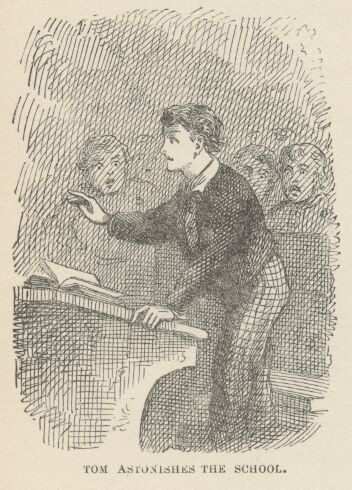 TOM ASTONISHES THE SCHOOL.